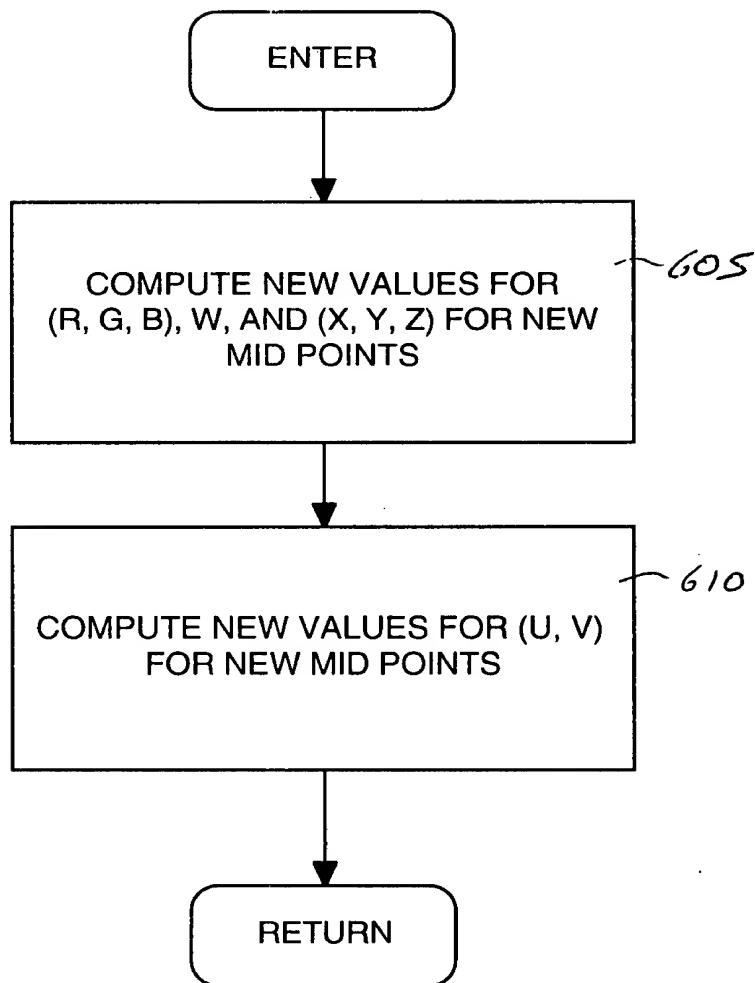 ENTER
COMPUTE NEW VALUES FOR
(R, G, B), W, AND (X, Y, Z) FOR NEW
MID POINTS
605
COMPUTE NEW VALUES FOR (U, V)
FOR NEW MID POINTS
610
RETURN